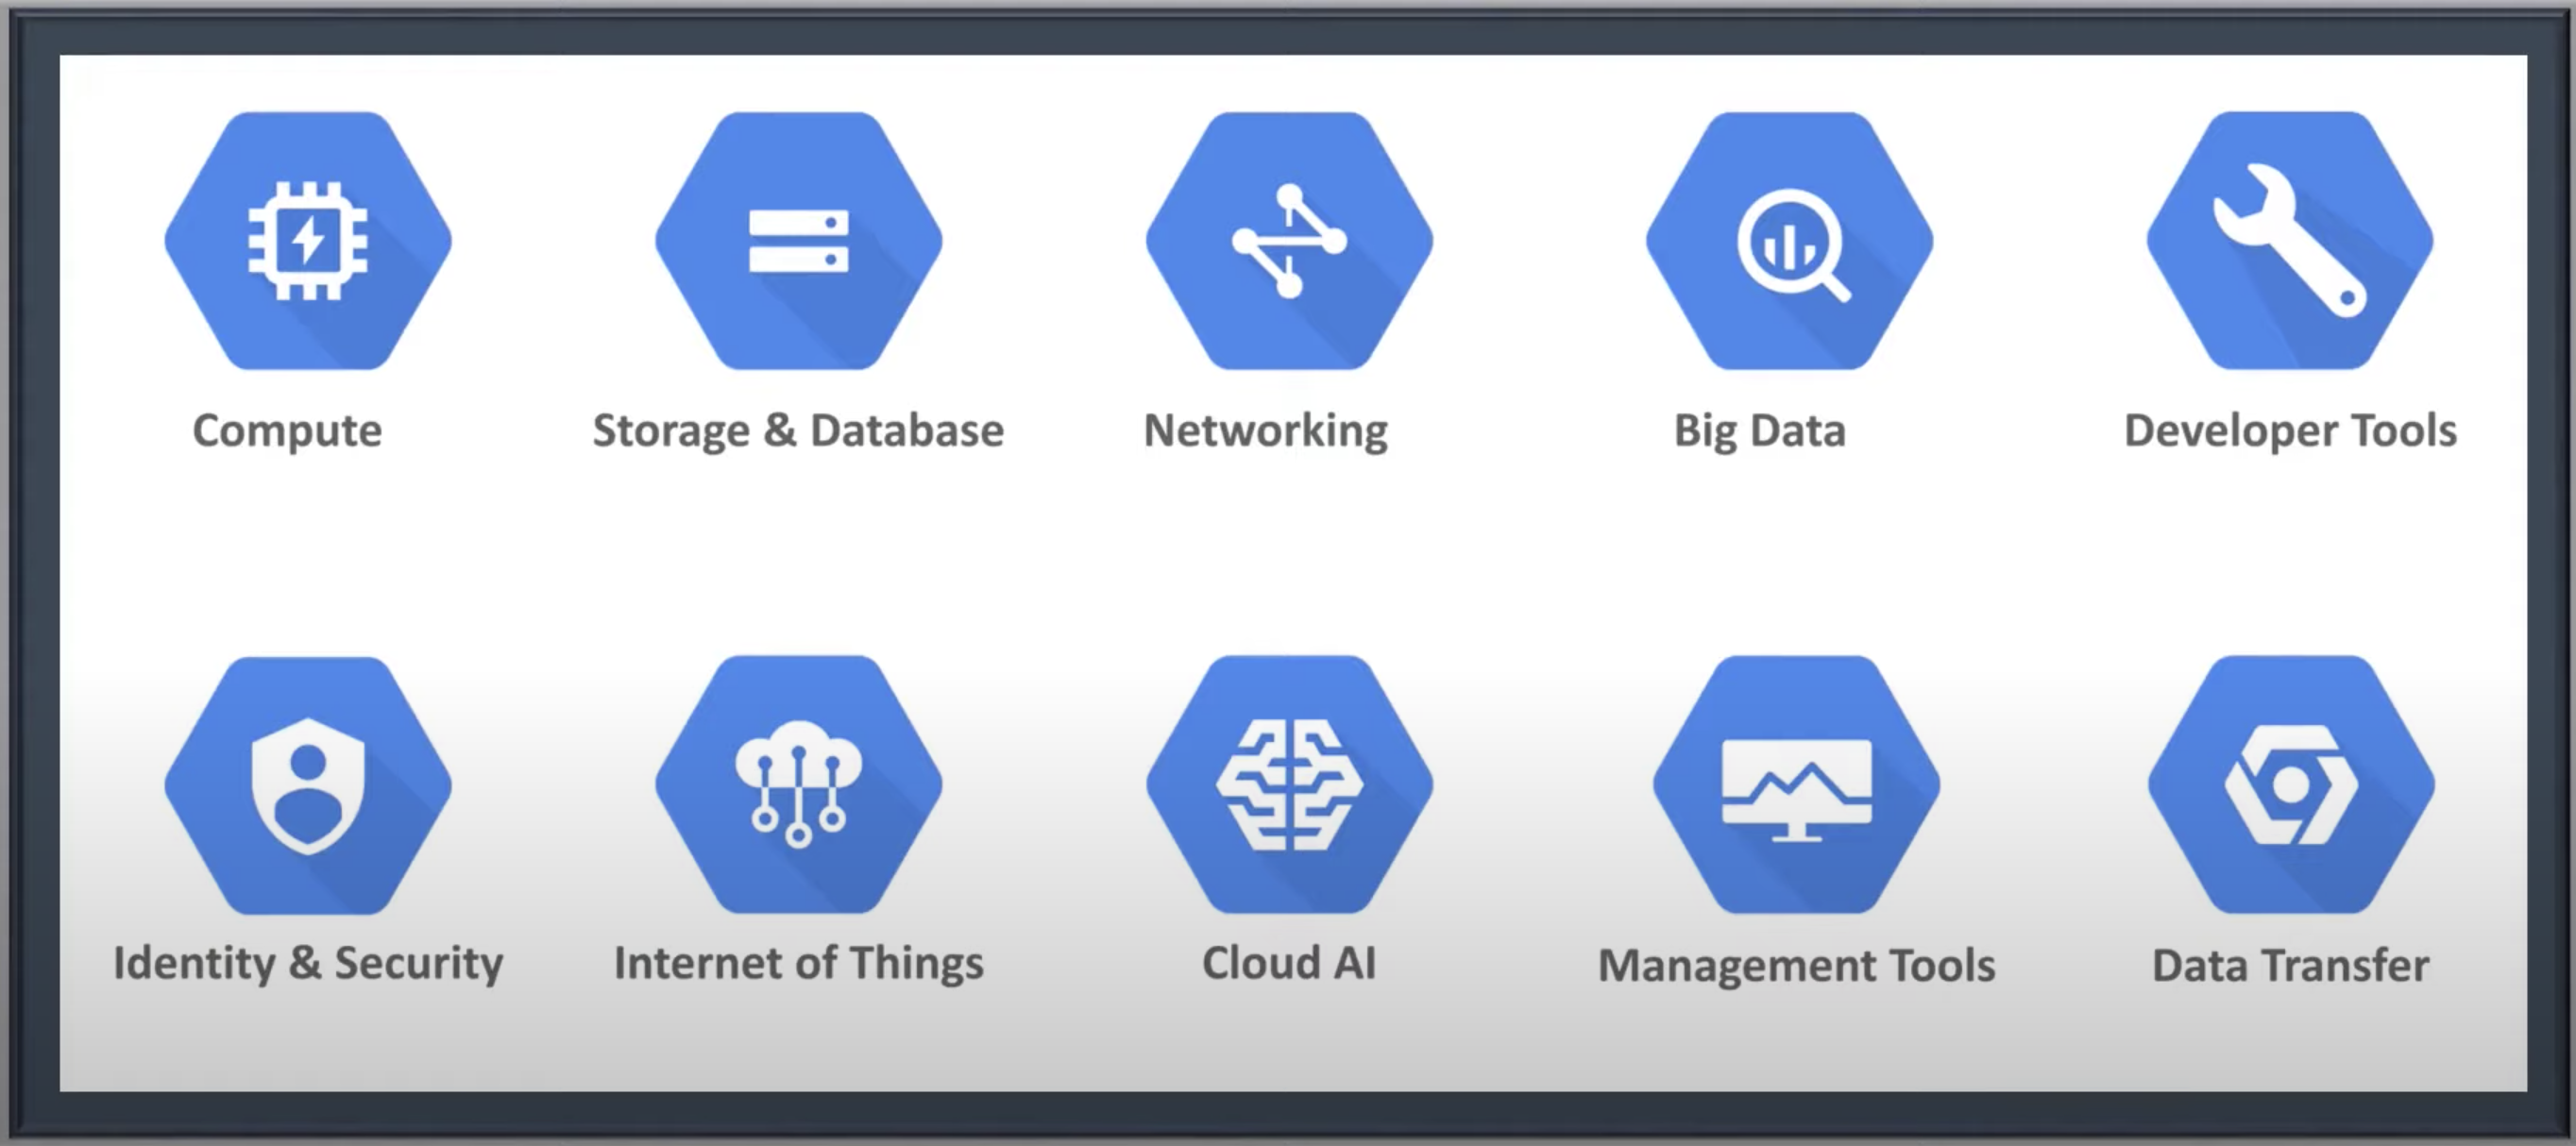 Compute
Storage & Database
Networking
Big Data
Developer Tools
Identity & Security
Internet of Things
Cloud AI
Management Tools
Data Transfer